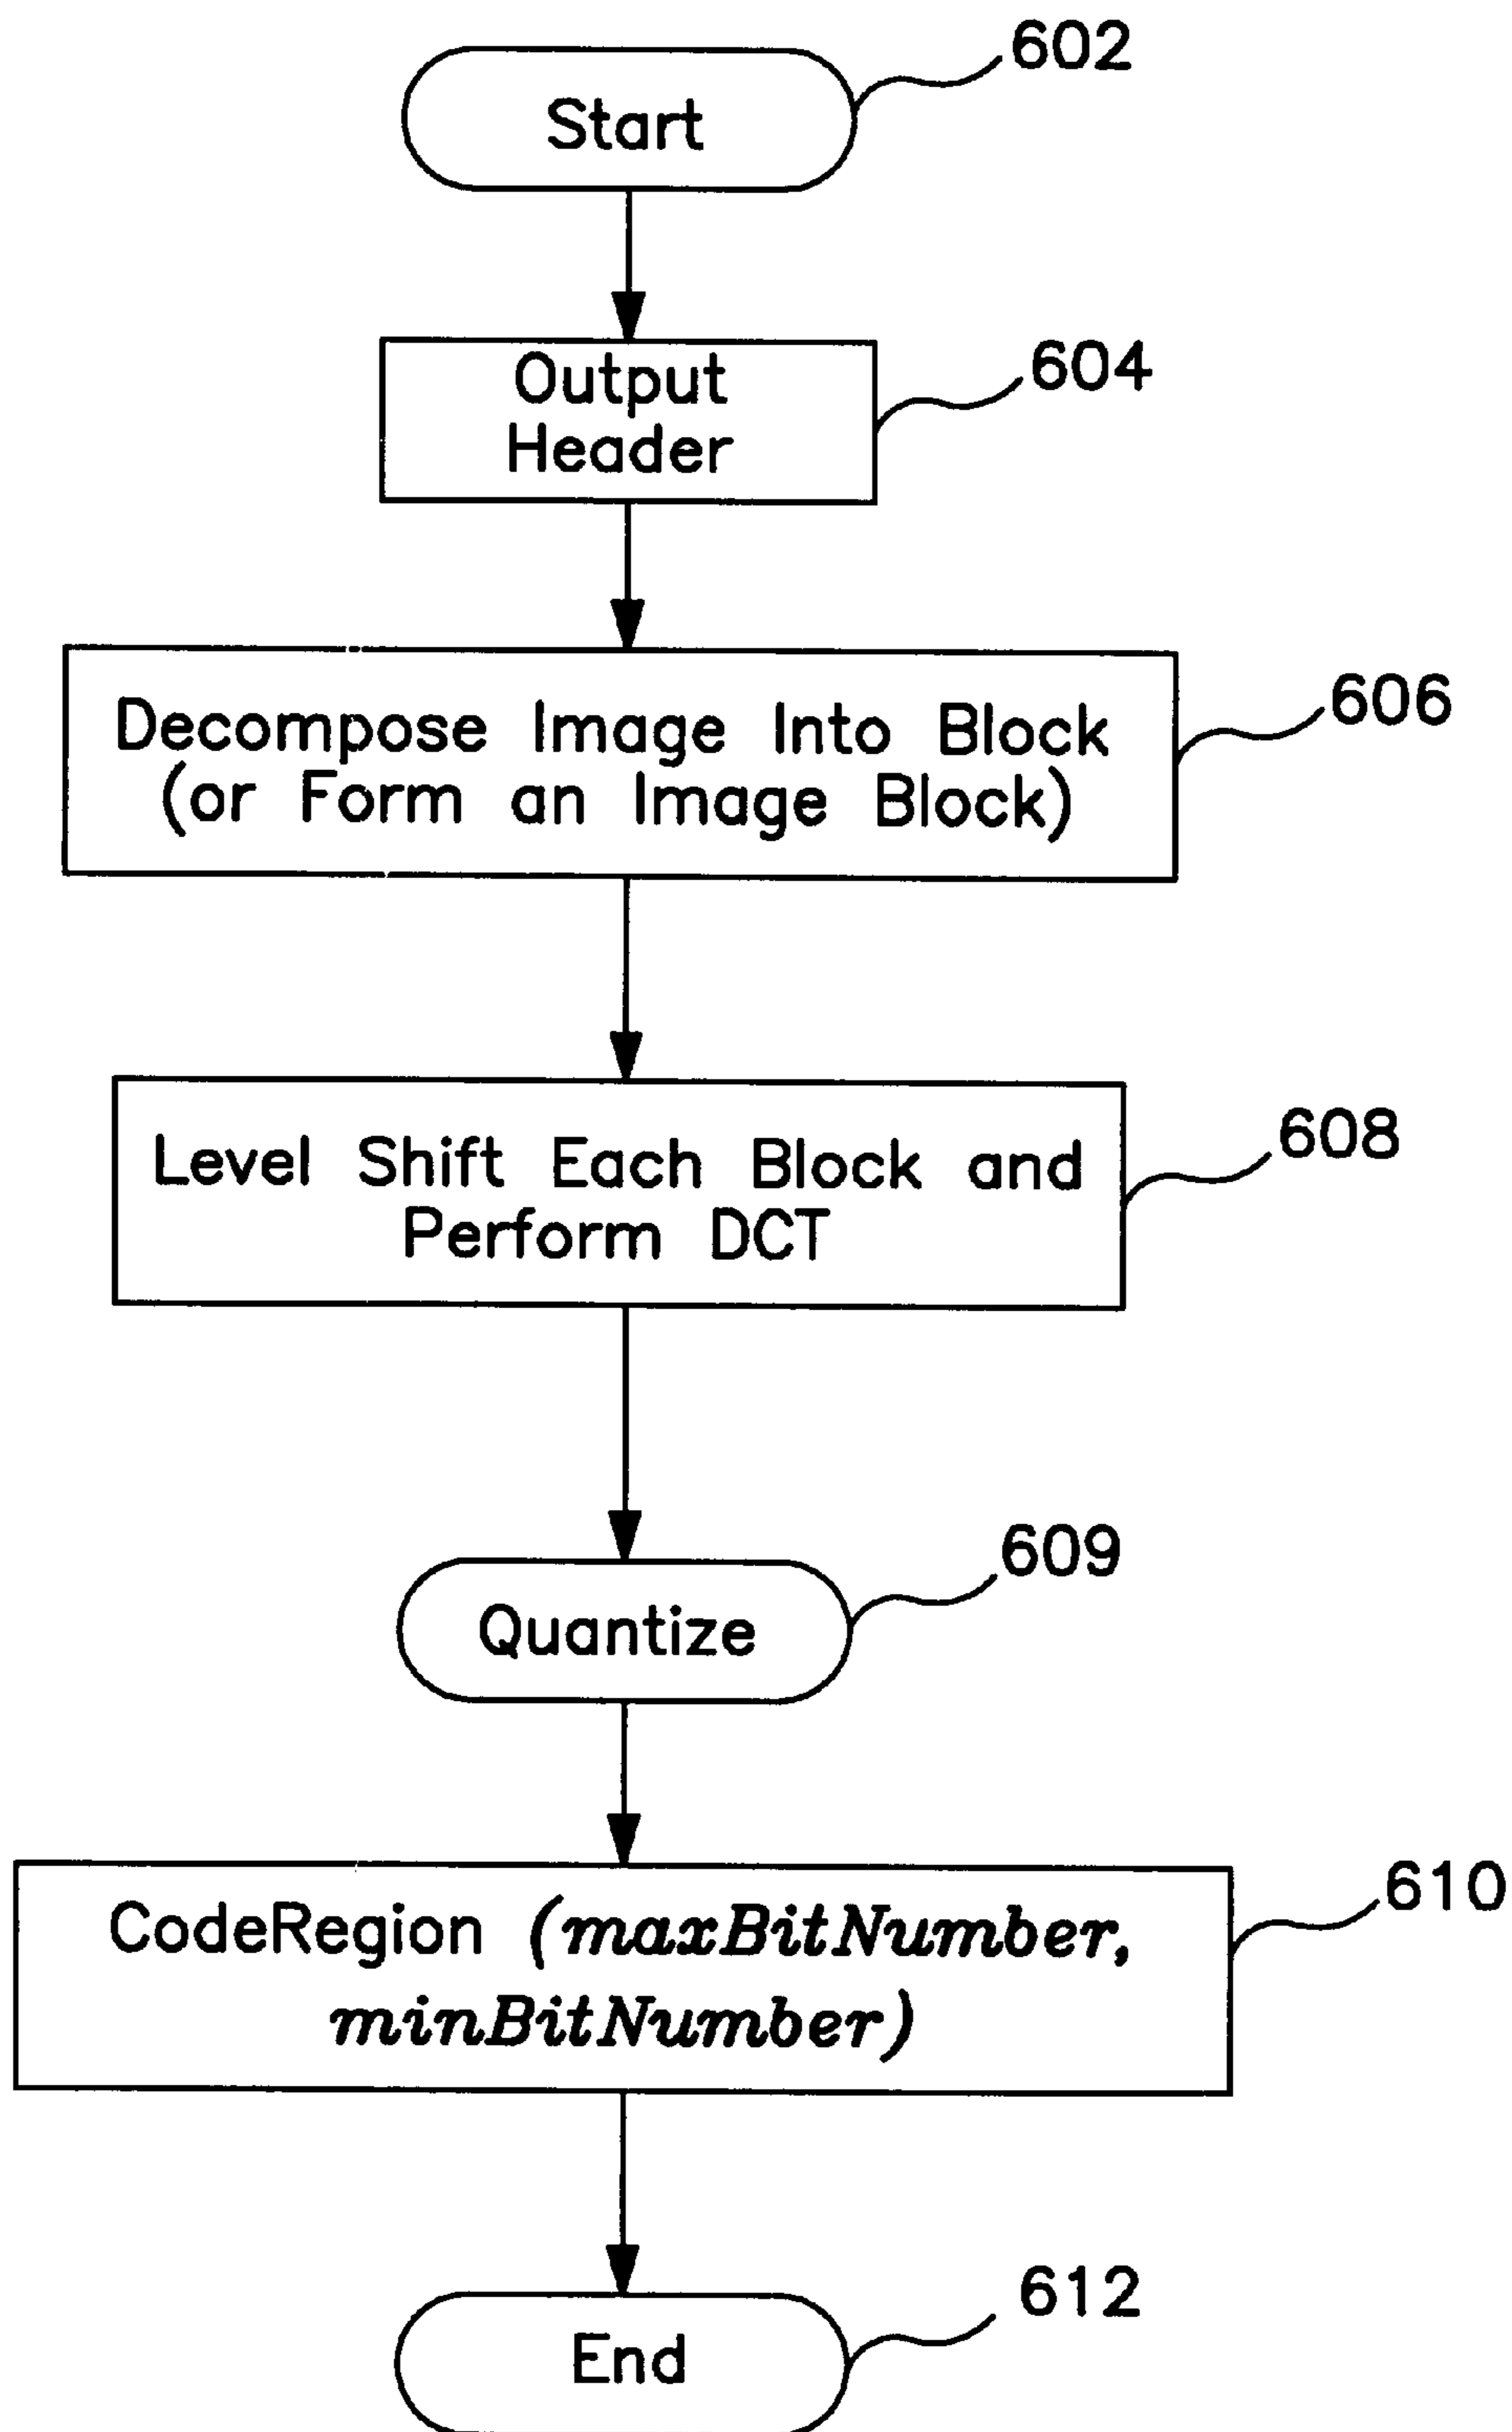 602
Start
604
Output
Header
606
Decompose Image Into Block
(or Form an Image Block)
608
Level Shift Each Block and
Perform DCT
609
Quantize
610
CodeRegion (maxBitNumber,
minBitNumber)
612
End